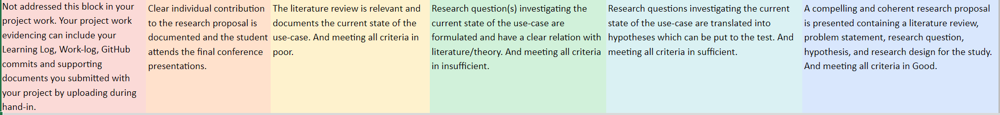 Not addressed this block in your
project work. Your project work
evidencing can include your
Learning Log, Work-log, GitHub
commits and supporting
documents you submitted with
your project by uploading during
hand-in.
Clear individual contribution
to the research proposal is
documented and the student
attends the final conference
presentations.
The literature review is relevant and
documents the current state of the
use-case. And meeting all criteria in
poor.
Research question(s) investigating the
current state of the use-case are
formulated and have a clear relation with
literature/theory. And meeting all criteria
in insufficient.
Research questions investigating the current
state of the use-case are translated into
hypotheses which can be put to the test. And
meeting all criteria in sufficient.
A compelling and coherent research proposal
is presented containing a literature review,
problem statement, research question,
hypothesis, and research design for the study.
And meeting all criteria in Good.